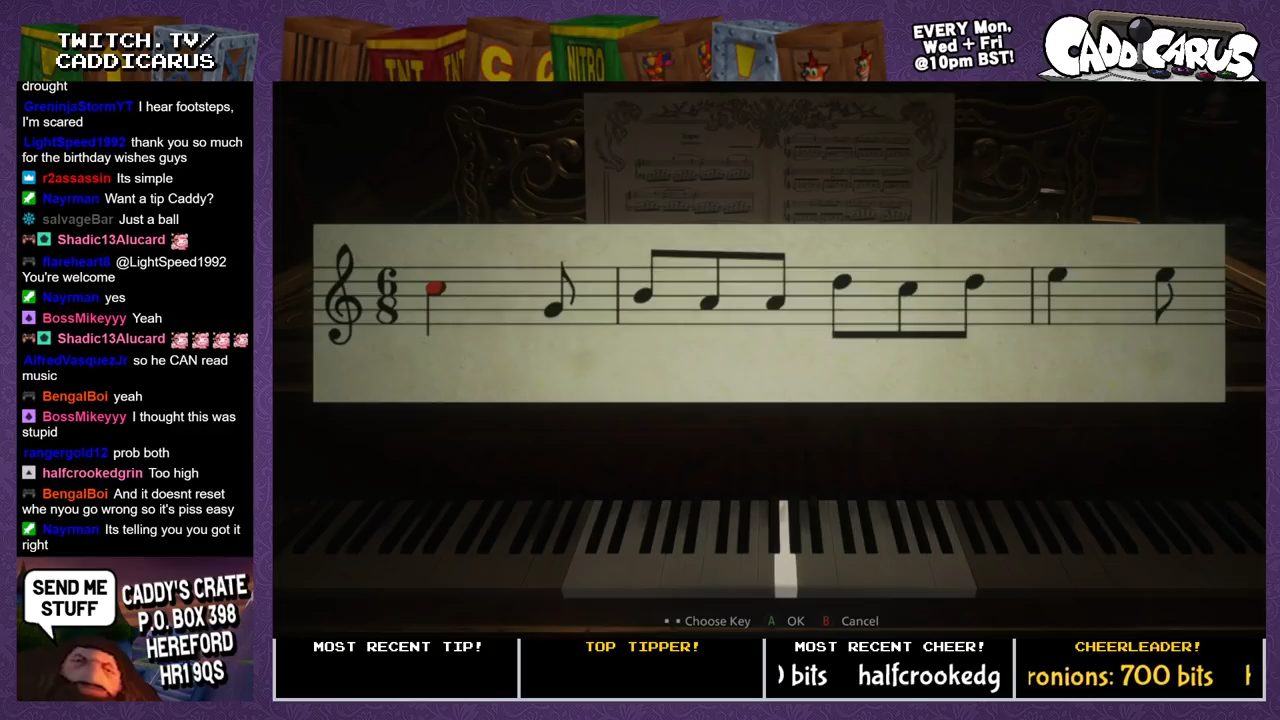 TWITCH.TV/
CADDICARUS
EVERY Mon,
Wed + Fri
@10pm BST!
CADDICARUS
TNT
TNT
C
C
NITRO
drought
GreninjaStormYT I hear footsteps,
I'm scared
LightSpeed1992 thank you so much
for the birthday wishes guys
r2assassin Its simple
Nayrman Want a tip Caddy?
salvageBar Just a ball
Shadic13Alucard
flareheart8 @LightSpeed1992
You're welcome
Nayrman yes
BossMikeyyy Yeah
Shadic13Alucard
AlfredVasquezJr so he CAN read
music
BengalBoi yeah
BossMikeyyy I thought this was
stupid
rangergold12 prob both
halfcrookedgrin Too high
BengalBoi And it doesnt reset
whe nyou go wrong so it's piss easy
Nayrman Its telling you you got it
right
6
8
Choose Key A OK B Cancel
SEND ME
STUFF
CADDY'S CRATE
P.O. BOX 398
HEREFORD
HR1 9QS
MOST RECENT TIP!
TOP TIPPER!
MOST RECENT CHEER!
) bits halfcrookedg
CHEERLEADER!
ronions: 700 bits